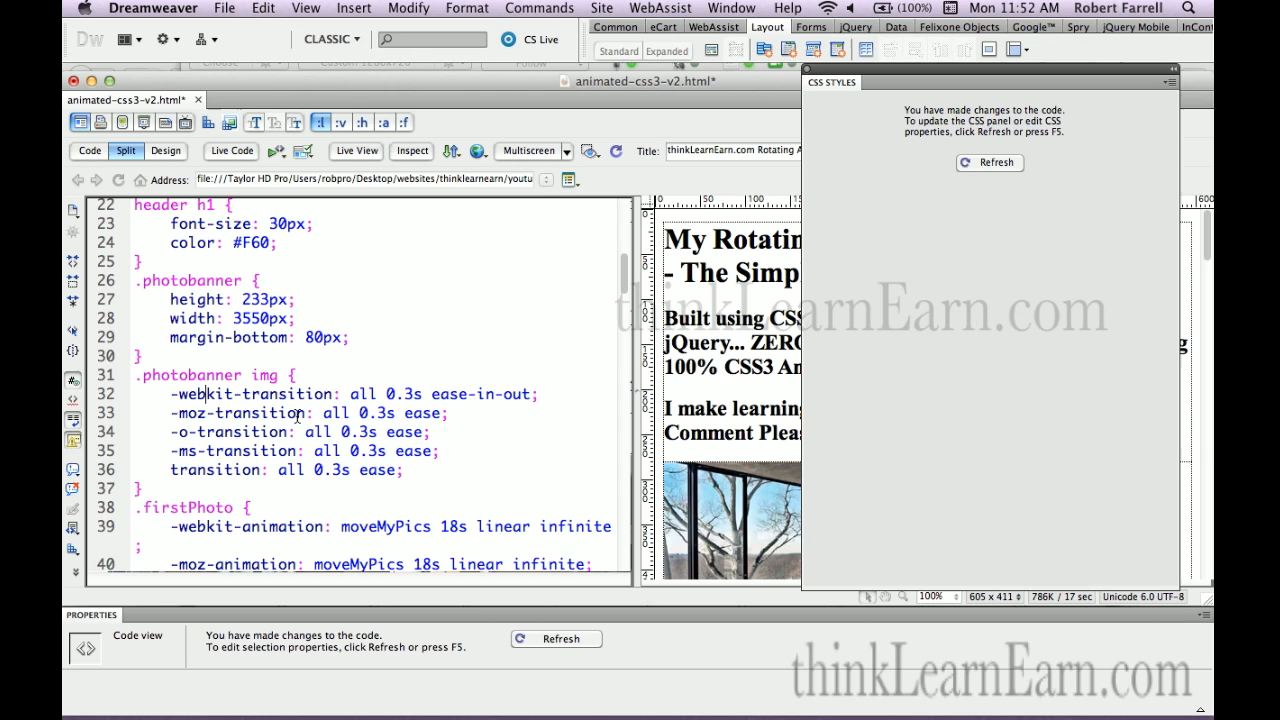 Dreamweaver File Edit View Insert Modify Format Commands Site WebAssist Window Help (100%) Mon 11:52 AM Robert Farrell
Common eCart WebAssist Layout Forms jQuery Data Felixone Objects Google™ Spry jQuery Mobile InCont
Dw CLASSIC CS Live
Standard Expanded
animated-css3-v2.html*
CSS STYLES
animated-css3-v2.html*
You have made changes to the code.
To update the CSS panel or edit CSS
properties, click Refresh or press F5.
Refresh
:l :v :h :a :f
Code Split Design Live Code Live View Inspect Multiscreen Title: thinkLearnEarn.com Rotating A
Address: file:///Taylor HD Pro/Users/robpro/Desktop/websites/thinklearnearn/youtu
0 50 100 600
22 header h1 {
23 font-size: 30px;
24 color: #F60;
25 }
26 .photobanner {
27 height: 233px;
28 width: 3550px;
29 margin-bottom: 80px;
30 }
31 .photobanner img {
32 -webkit-transition: all 0.3s ease-in-out;
33 -moz-transition: all 0.3s ease;
34 -o-transition: all 0.3s ease;
35 -ms-transition: all 0.3s ease;
36 transition: all 0.3s ease;
37 }
38 .firstPhoto {
39 -webkit-animation: moveMyPics 18s linear infinite
;
40 -moz-animation: moveMyPics 18s linear infinite;
My Rotatin
- The Simpl
Built using CSS
jQuery... ZERO
100% CSS3 An
I make learning
Comment Pleas
thinkLearnEarn.com
100% 605 x 411 786K / 17 sec Unicode 6.0 UTF-8
PROPERTIES
Code view
You have made changes to the code.
To edit selection properties, click Refresh or press F5.
Refresh
thinkLearnEarn.com